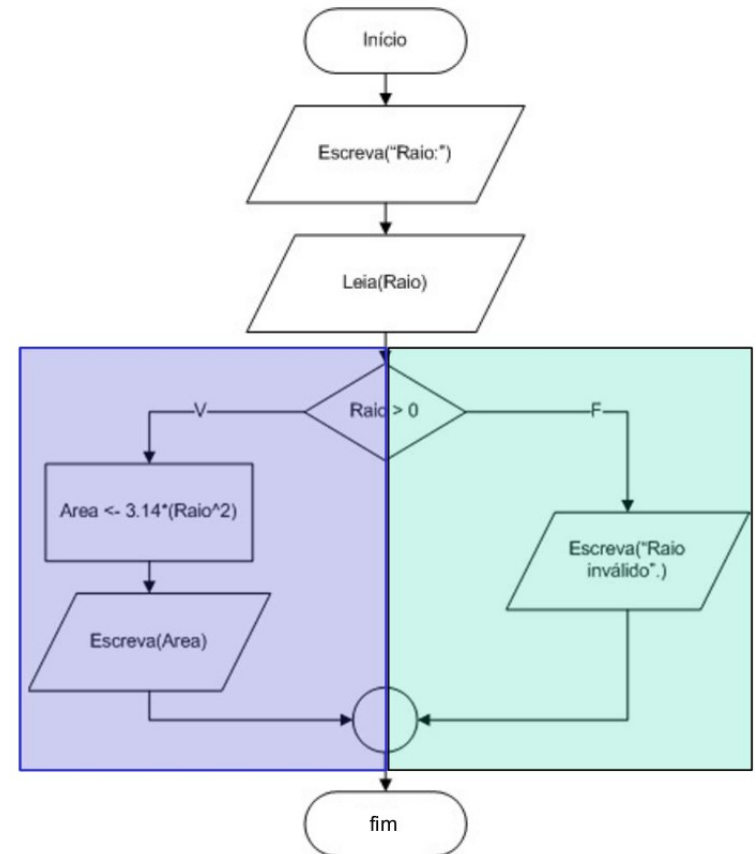 Início
Escreva("Raio:")
Leia(Raio)
Raio > 0
V
F
Area <- 3.14*(Raio^2)
Escreva("Raio
inválido".)
Escreva(Area)
fim